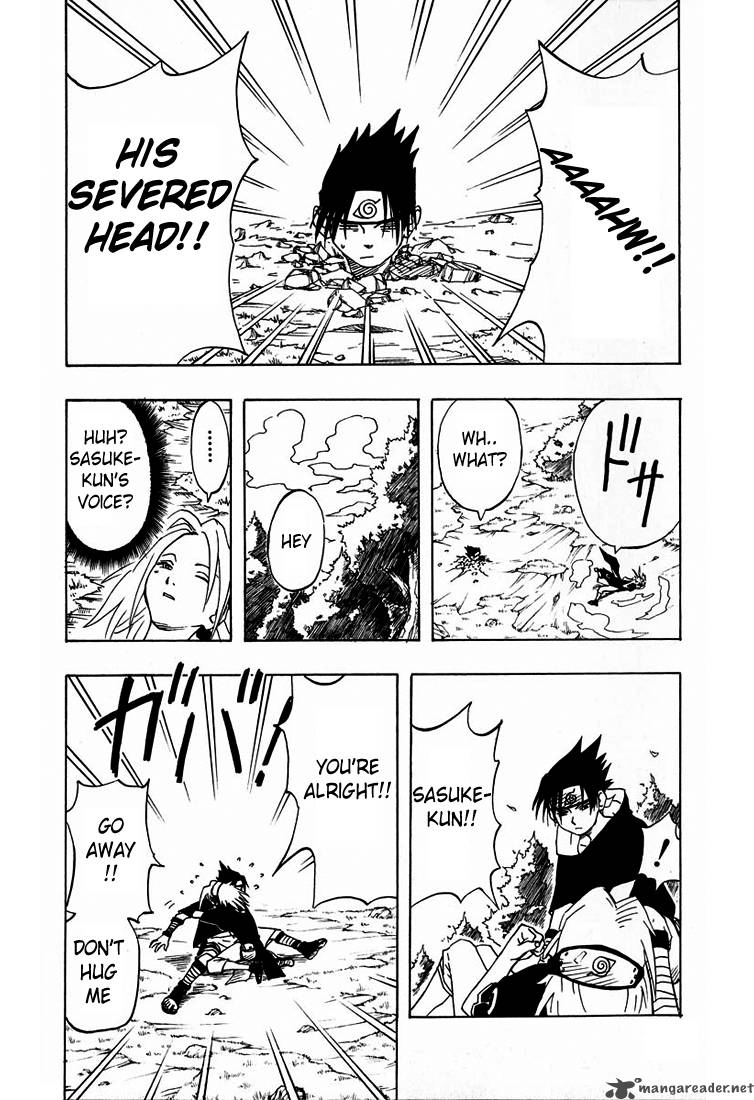 AAAAHW!!
HIS
SEVERED
HEAD!!
ドサ
WH..
WHAT?
HEY
......
HUH?
SASUKE-
KUN'S
VOICE?
!
SASUKE-
KUN!!
YOU'RE
ALRIGHT!!
ガバ!
GO
AWAY
!!
DON'T
HUG
ME
mangareader.net